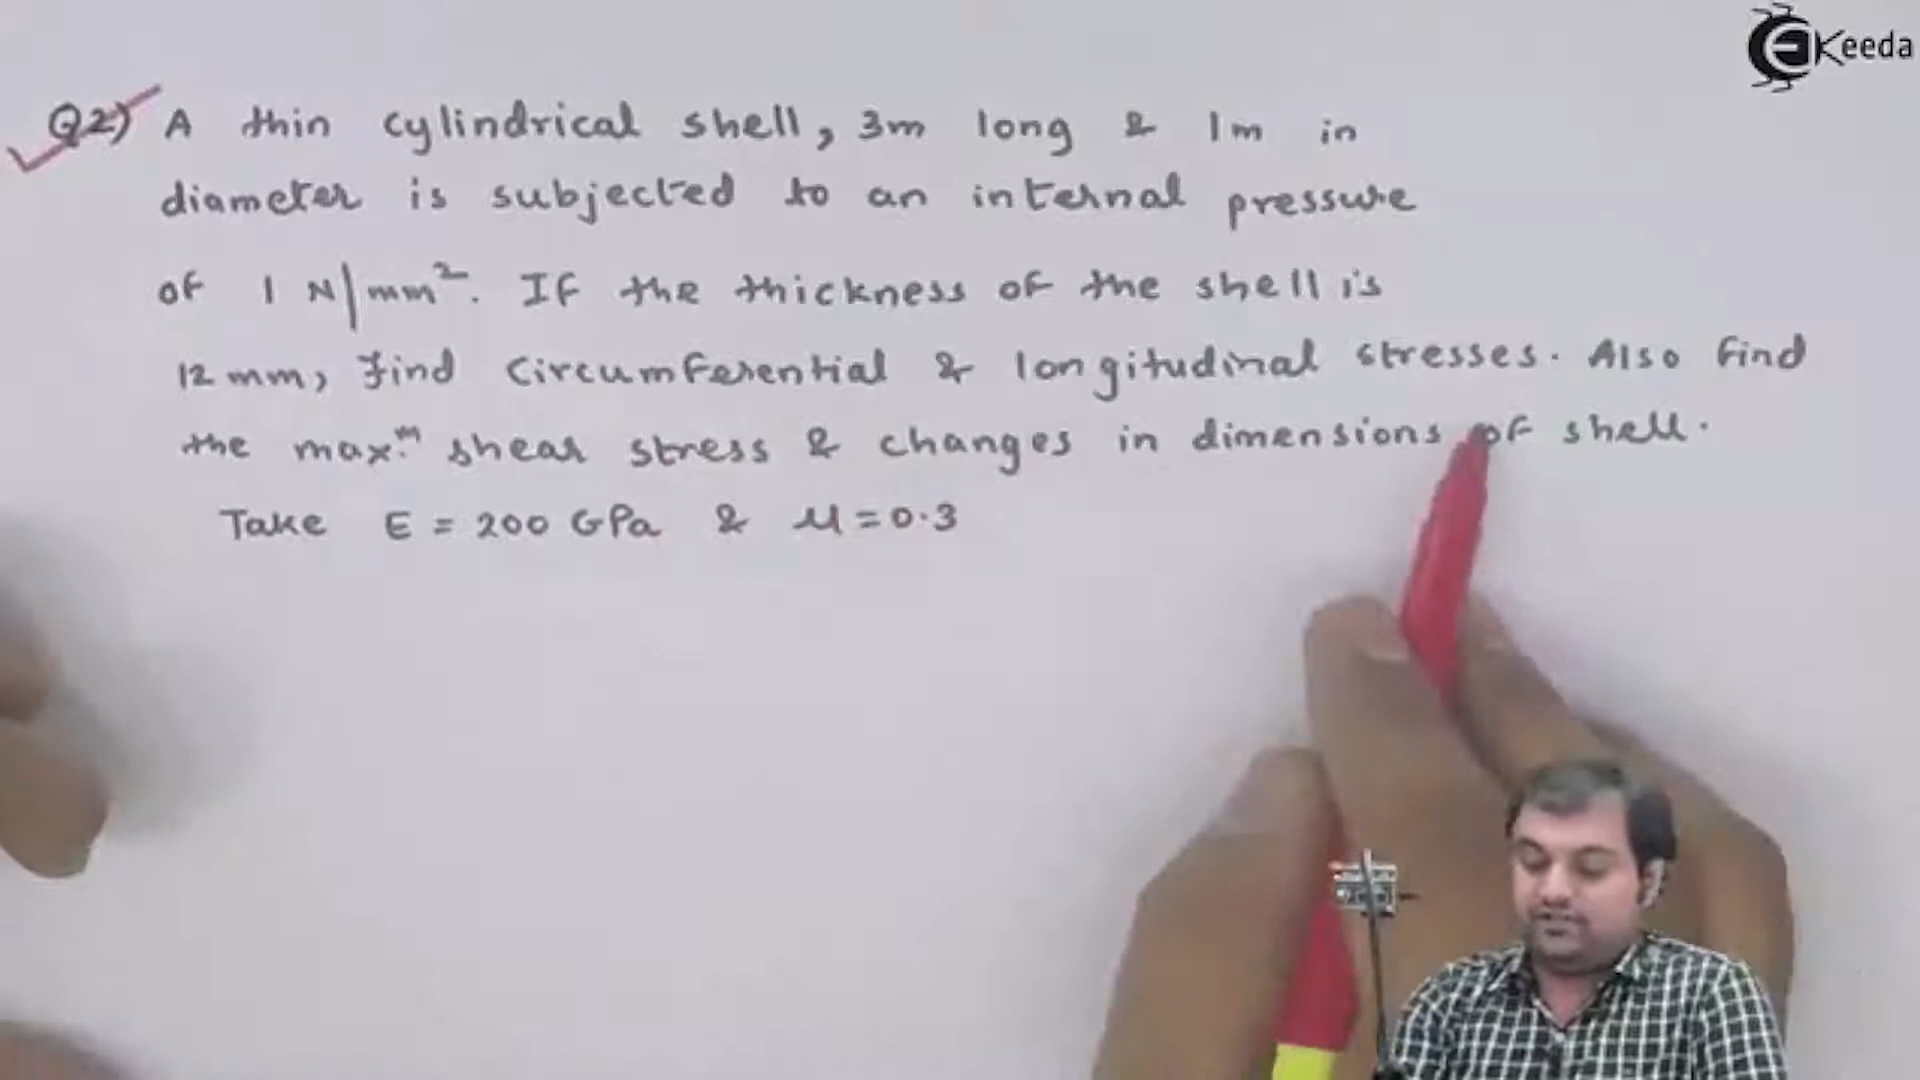 Ekeeda
Q2) A thin cylindrical shell, 3m long & 1m in
diameter is subjected to an internal pressure
of 1 N/mm². If the thickness of the shell is
12 mm, find circumferential & longitudinal stresses. Also find
the max.ᵐ shear stress & changes in dimensions of shell.
Take E = 200 GPa & μ = 0.3